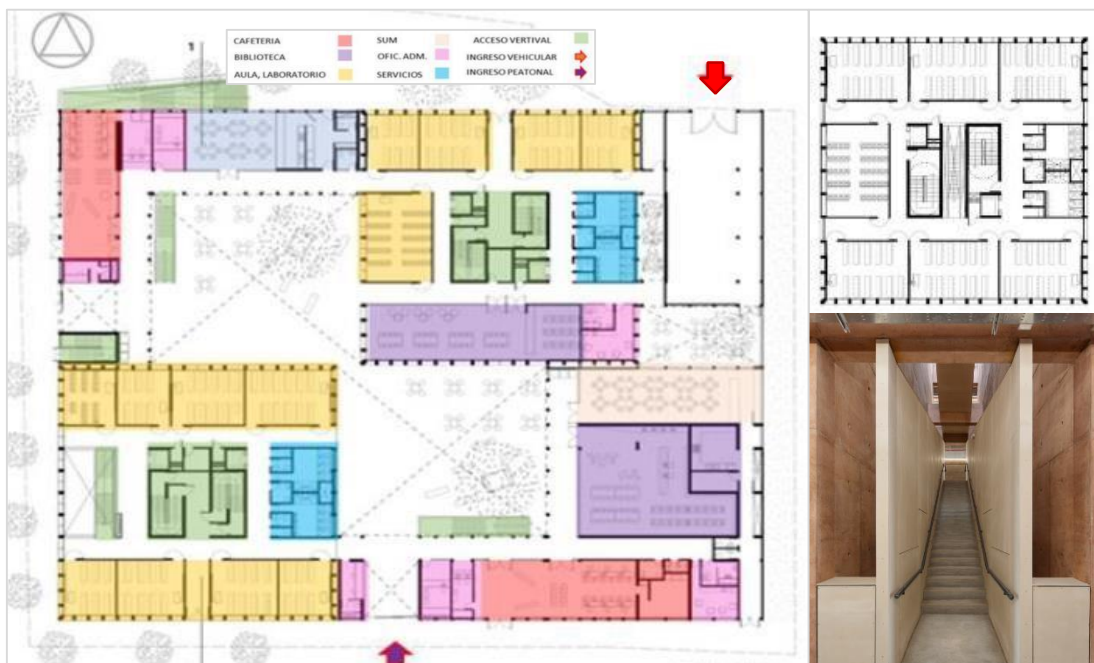 1
CAFETERIA SUM ACCESO VERTIVAL
BIBLIOTECA OFIC. ADM. INGRESO VEHICULAR
AULA, LABORATORIO SERVICIOS INGRESO PEATONAL